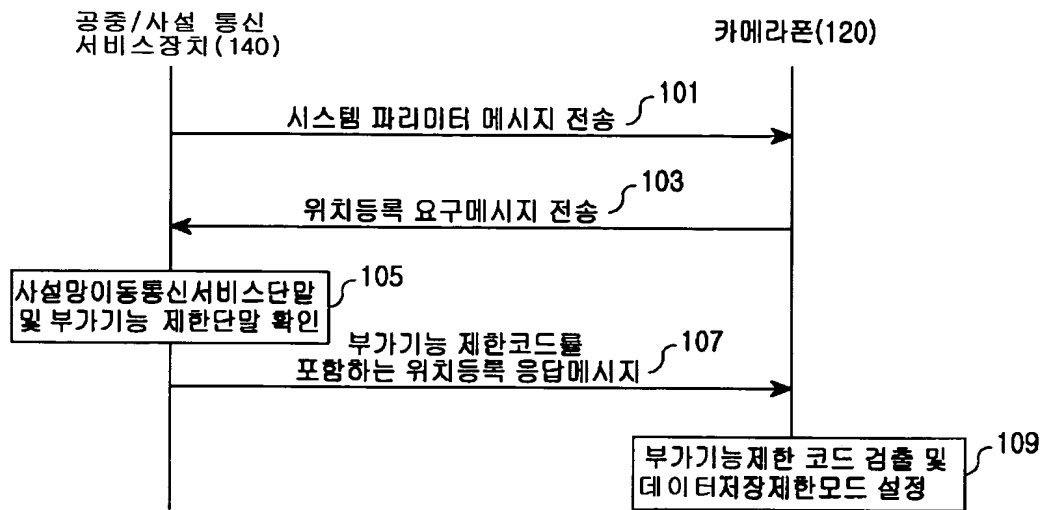 공중/사설 통신
서비스장치(140)
카메라폰(120)
시스템 파리미터 메시지 전송
101
위치등록 요구메시지 전송
103
사설망이동통신서비스단말
및 부가기능 제한단말 확인
105
부가기능 제한코드를
포함하는 위치등록 응답메시지
107
부가기능제한 코드 검출 및
데이터저장제한모드 설정
109